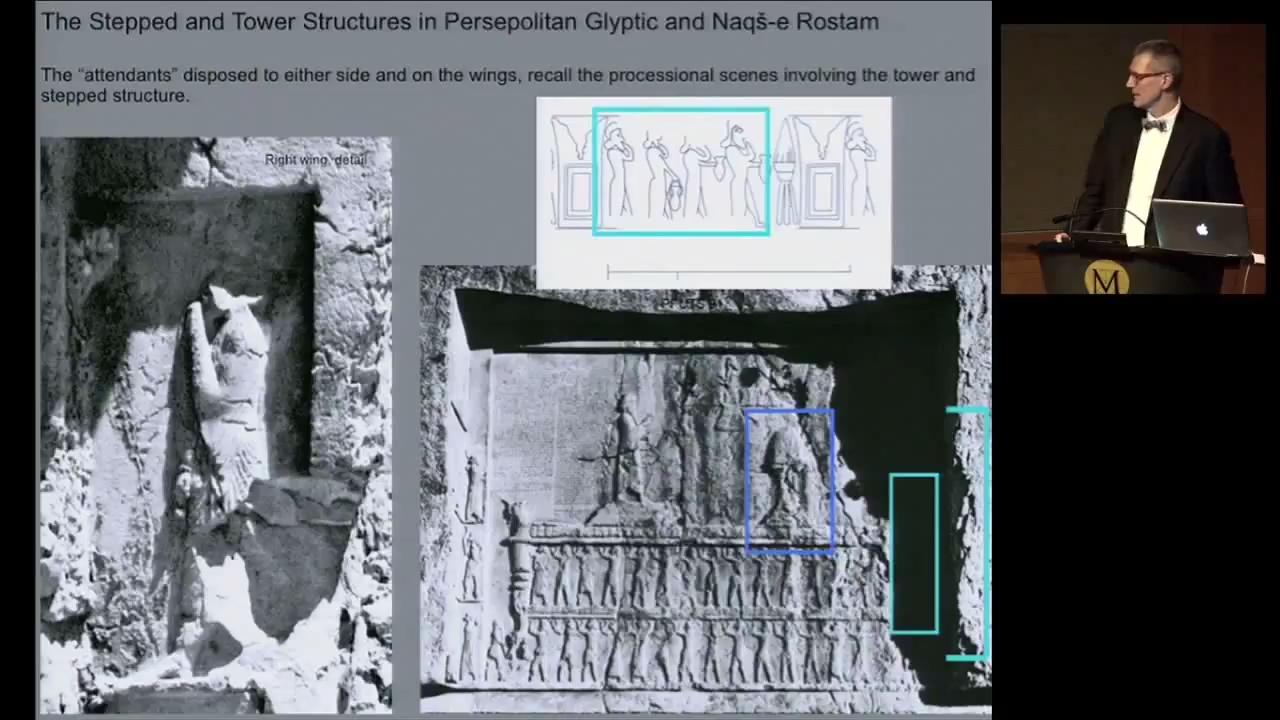 The Stepped and Tower Structures in Persepolitan Glyptic and Naqš-e Rostam
The “attendants” disposed to either side and on the wings, recall the processional scenes involving the tower and
stepped structure.
Right wing, detail
M